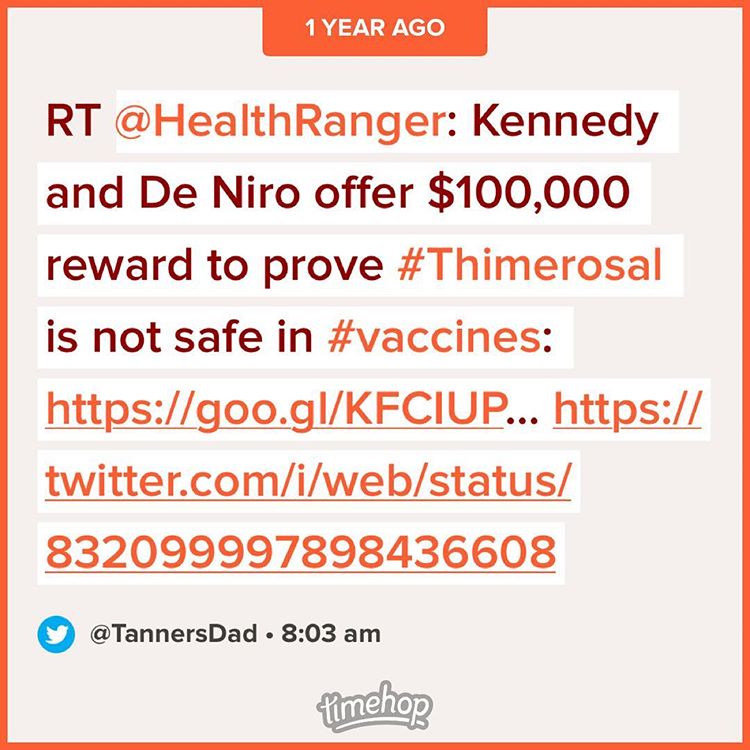 1 YEAR AGO
RT @HealthRanger: Kennedy
and De Niro offer $100,000
reward to prove #Thimerosal
is not safe in #vaccines:
https://goo.gl/KFCIUP... https://
twitter.com/i/web/status/
832099997898436608
@TannersDad • 8:03 am
timehop